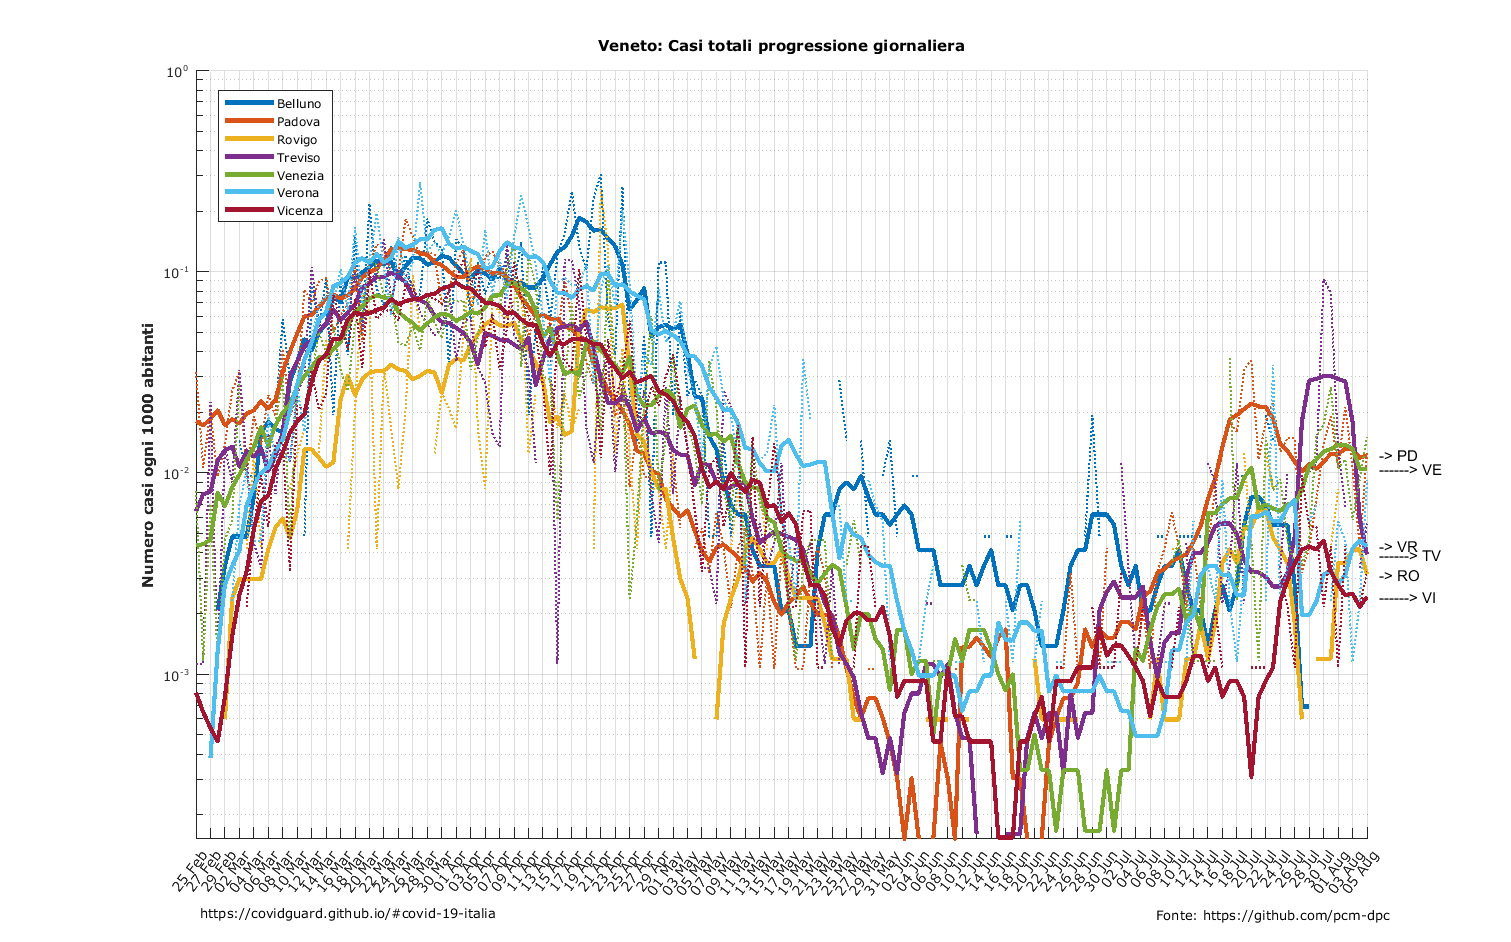 Veneto: Casi totali progressione giornaliera
Numero casi ogni 1000 abitanti
10⁰
10⁻¹
10⁻²
10⁻³
Belluno
Padova
Rovigo
Treviso
Venezia
Verona
Vicenza
-> PD
------> VE
-> VR
------> TV
-> RO
------> VI
25 Feb
27 Feb
29 Feb
02 Mar
04 Mar
06 Mar
08 Mar
10 Mar
12 Mar
14 Mar
16 Mar
18 Mar
20 Mar
22 Mar
24 Mar
26 Mar
28 Mar
30 Mar
01 Apr
03 Apr
05 Apr
07 Apr
09 Apr
11 Apr
13 Apr
15 Apr
17 Apr
19 Apr
21 Apr
23 Apr
25 Apr
27 Apr
29 Apr
01 May
03 May
05 May
07 May
09 May
11 May
13 May
15 May
17 May
19 May
21 May
23 May
25 May
27 May
29 May
31 May
02 Jun
04 Jun
06 Jun
08 Jun
10 Jun
12 Jun
14 Jun
16 Jun
18 Jun
20 Jun
22 Jun
24 Jun
26 Jun
28 Jun
30 Jun
02 Jul
04 Jul
06 Jul
08 Jul
10 Jul
12 Jul
14 Jul
16 Jul
18 Jul
20 Jul
22 Jul
24 Jul
26 Jul
28 Jul
30 Jul
01 Aug
03 Aug
05 Aug
https://covidguard.github.io/#covid-19-italia
Fonte: https://github.com/pcm-dpc